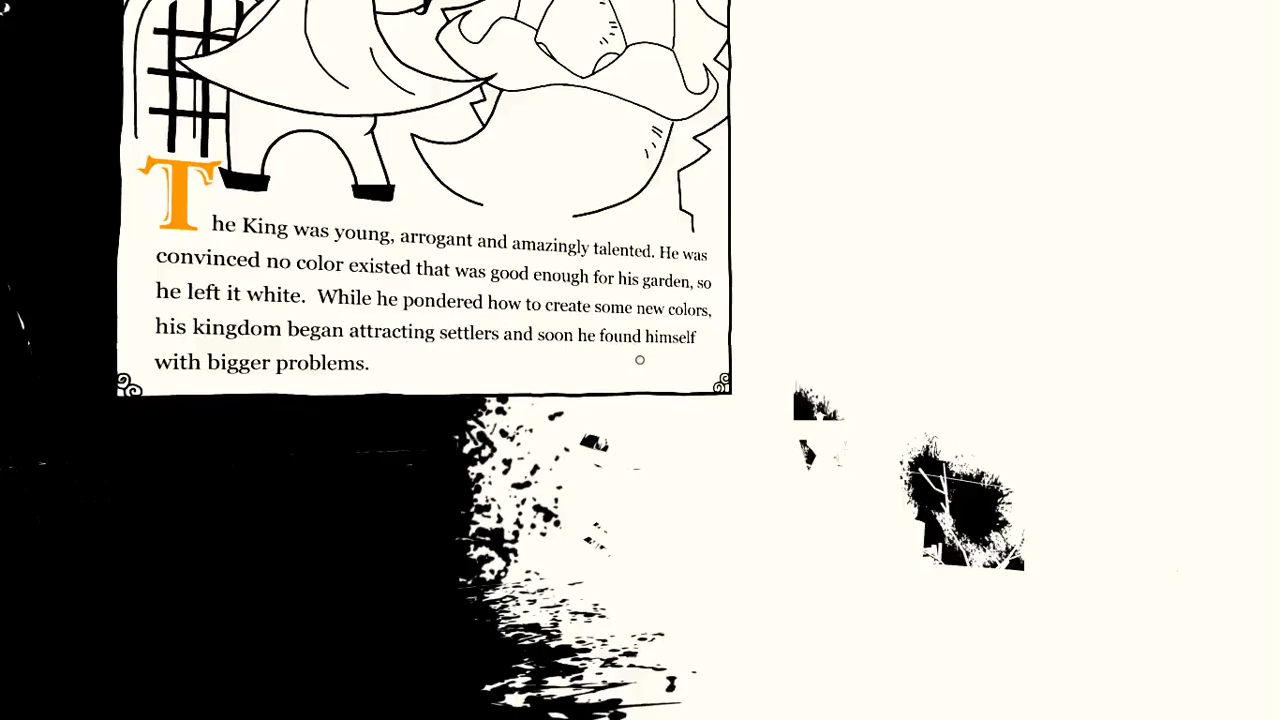 The King was young, arrogant and amazingly talented. He was
convinced no color existed that was good enough for his garden, so
he left it white.  While he pondered how to create some new colors,
his kingdom began attracting settlers and soon he found himself
with bigger problems.